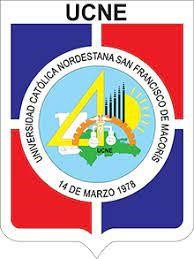 UCNE
UNIVERSIDAD CATÓLICA NORDESTANA SAN FRANCISCO DE MACORÍS
UCNE
14 DE MARZO 1978